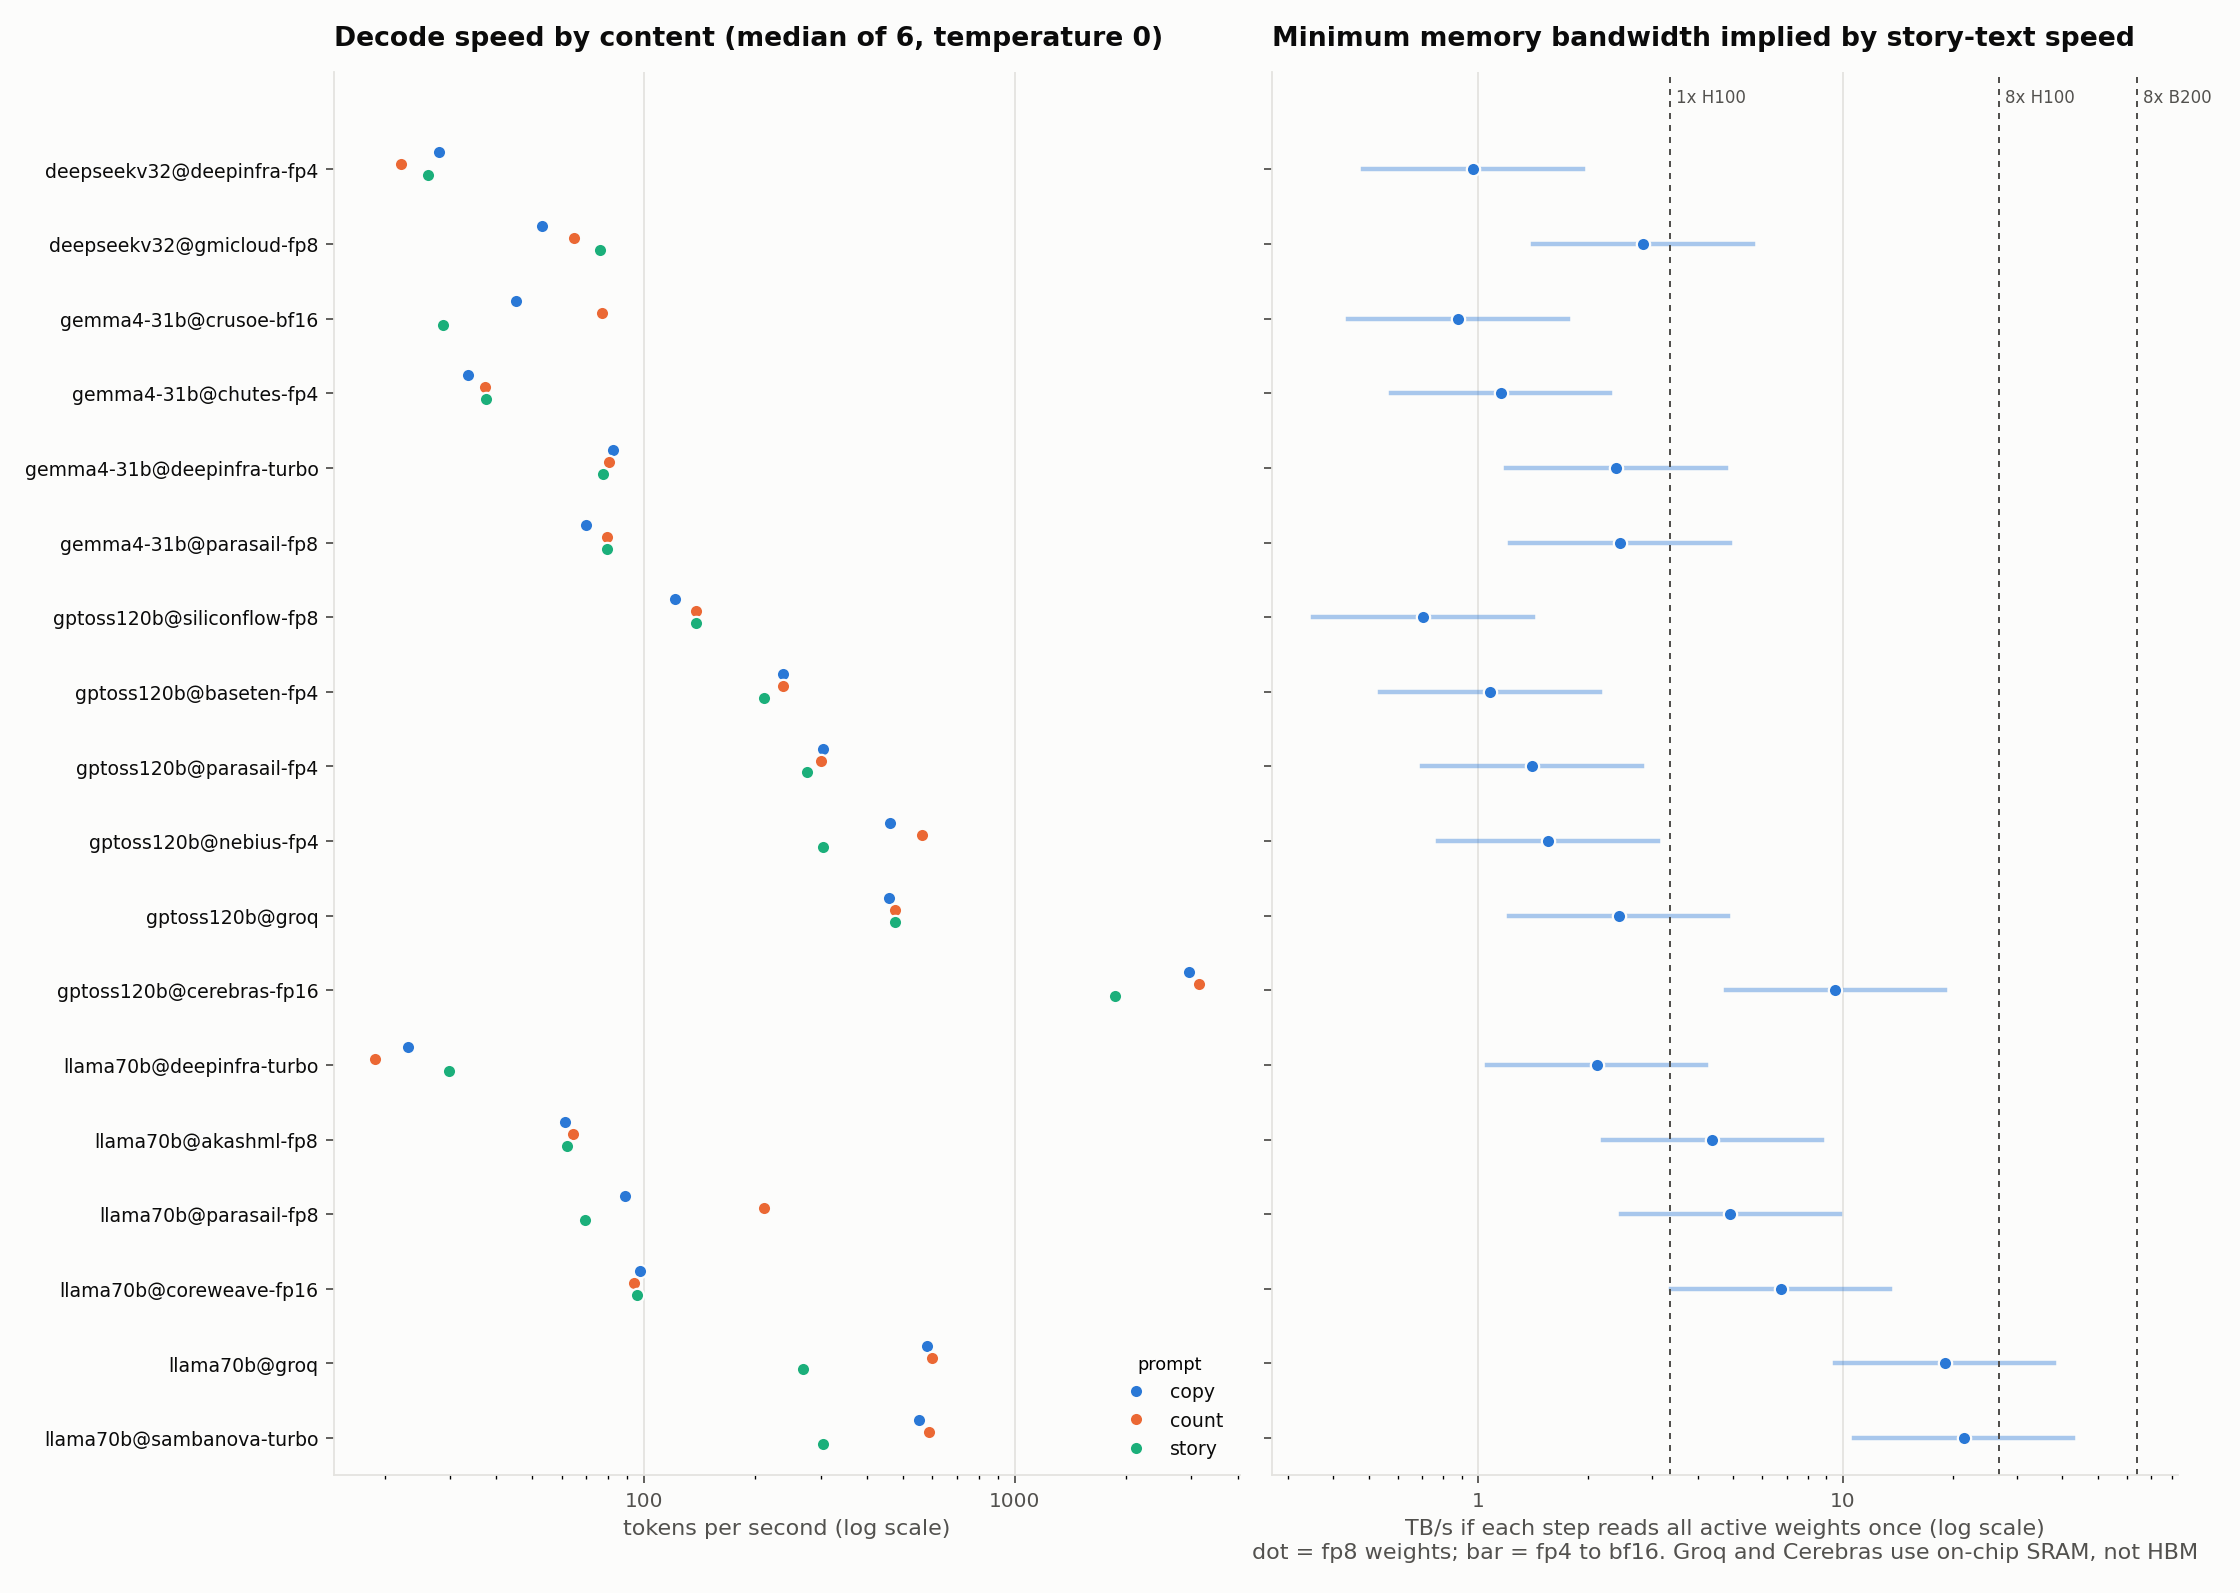 Decode speed by content (median of 6, temperature 0)
deepseekv32@deepinfra-fp4
deepseekv32@gmicloud-fp8
gemma4-31b@crusoe-bf16
gemma4-31b@chutes-fp4
gemma4-31b@deepinfra-turbo
gemma4-31b@parasail-fp8
gptoss120b@siliconflow-fp8
gptoss120b@baseten-fp4
gptoss120b@parasail-fp4
gptoss120b@nebius-fp4
gptoss120b@groq
gptoss120b@cerebras-fp16
llama70b@deepinfra-turbo
llama70b@akashml-fp8
llama70b@parasail-fp8
llama70b@coreweave-fp16
llama70b@groq
llama70b@sambanova-turbo
prompt
copy
count
story
100
1000
tokens per second (log scale)
Minimum memory bandwidth implied by story-text speed
1x H100
8x H100
8x B200
1
10
TB/s if each step reads all active weights once (log scale)
dot = fp8 weights; bar = fp4 to bf16. Groq and Cerebras use on-chip SRAM, not HBM